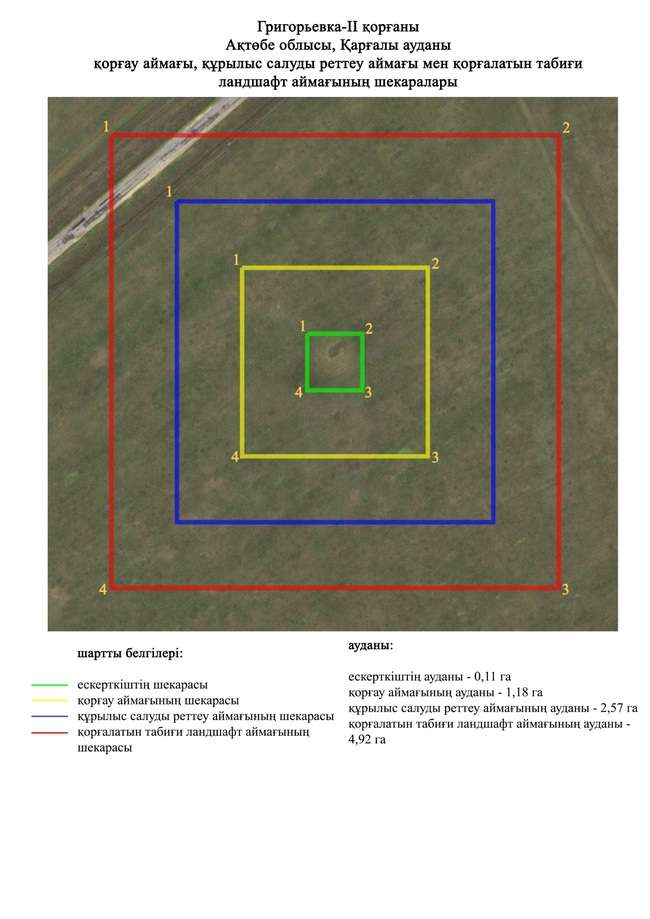 Григорьевка-II қорғаны
Ақтөбе облысы, Қарғалы ауданы
қорғау аймағы, құрылыс салуды реттеу аймағы мен қорғалатын табиғи
ландшафт аймағының шекаралары
1
2
1
1
2
1
2
4
3
4
3
4
3
шартты белгілері:
ескерткіштің шекарасы
қорғау аймағының шекарасы
құрылыс салуды реттеу аймағының шекарасы
қорғалатын табиғи ландшафт аймағының
шекарасы
ауданы:
ескерткіштің ауданы - 0,11 га
қорғау аймағының ауданы - 1,18 га
құрылыс салуды реттеу аймағының ауданы - 2,57 га
қорғалатын табиғи ландшафт аймағының ауданы -
4,92 га